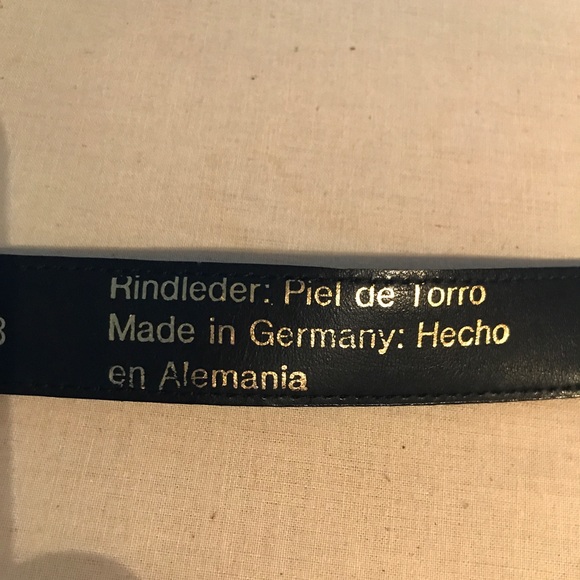 Rindleder: Piel de Torro
Made in Germany: Hecho
en Alemania